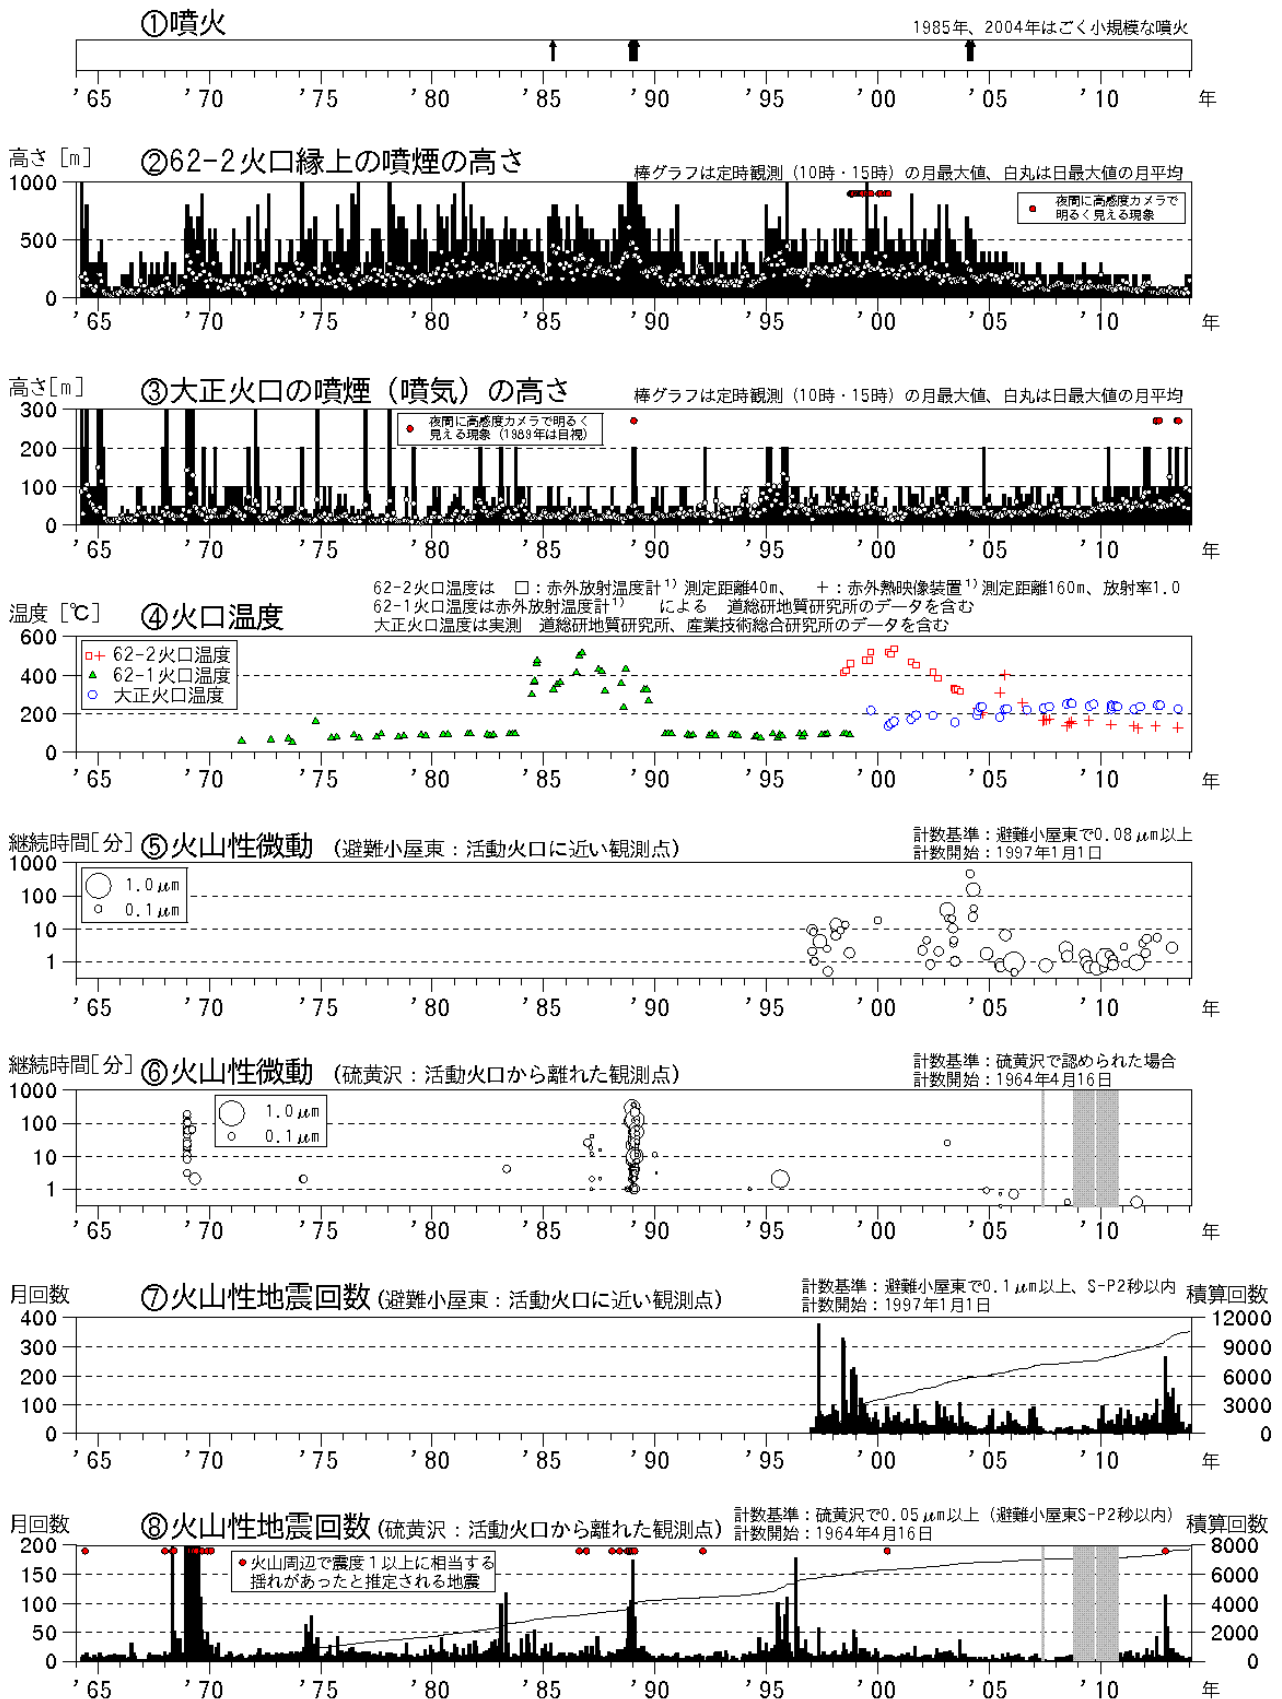 ①噴火
1985年、2004年はごく小規模な噴火
'65 '70 '75 '80 '85 '90 '95 '00 '05 '10 年
高さ［m］ ②62-2火口縁上の噴煙の高さ
棒グラフは定時観測（10時・15時）の月最大値、白丸は日最大値の月平均
1000
500
0
夜間に高感度カメラで
明るく見える現象
'65 '70 '75 '80 '85 '90 '95 '00 '05 '10 年
高さ[m] ③大正火口の噴煙（噴気）の高さ
棒グラフは定時観測（10時・15時）の月最大値、白丸は日最大値の月平均
300
200
100
0
夜間に高感度カメラで明るく
見える現象（1989年は目視）
'65 '70 '75 '80 '85 '90 '95 '00 '05 '10 年
62-2火口温度は □：赤外放射温度計1) 測定距離40m、 ＋：赤外熱映像装置1) 測定距離160m、放射率1.0
62-1火口温度は赤外放射温度計1) による 道総研地質研究所のデータを含む
大正火口温度は実測 道総研地質研究所、産業技術総合研究所のデータを含む
温度［℃］ ④火口温度
600
400
200
0
□＋ 62-2火口温度
▲ 62-1火口温度
○ 大正火口温度
'65 '70 '75 '80 '85 '90 '95 '00 '05 '10 年
継続時間[分] ⑤火山性微動 （避難小屋東：活動火口に近い観測点）
計数基準：避難小屋東で0.08μm以上
計数開始：1997年1月1日
1000
100
10
1
1.0μm
0.1μm
'65 '70 '75 '80 '85 '90 '95 '00 '05 '10 年
継続時間[分] ⑥火山性微動 （硫黄沢：活動火口から離れた観測点）
計数基準：硫黄沢で認められた場合
計数開始：1964年4月16日
1000
100
10
1
1.0μm
0.1μm
'65 '70 '75 '80 '85 '90 '95 '00 '05 '10 年
月回数 ⑦火山性地震回数（避難小屋東：活動火口に近い観測点）
計数基準：避難小屋東で0.1μm以上、S-P2秒以内
計数開始：1997年1月1日
積算回数
400 12000
300 9000
200 6000
100 3000
0 0
'65 '70 '75 '80 '85 '90 '95 '00 '05 '10 年
月回数 ⑧火山性地震回数（硫黄沢：活動火口から離れた観測点）
計数基準：硫黄沢で0.05μm以上（避難小屋東S-P2秒以内）
計数開始：1964年4月16日
積算回数
200 8000
150 6000
100 4000
50 2000
0 0
火山周辺で震度１以上に相当する
揺れがあったと推定される地震
'65 '70 '75 '80 '85 '90 '95 '00 '05 '10 年